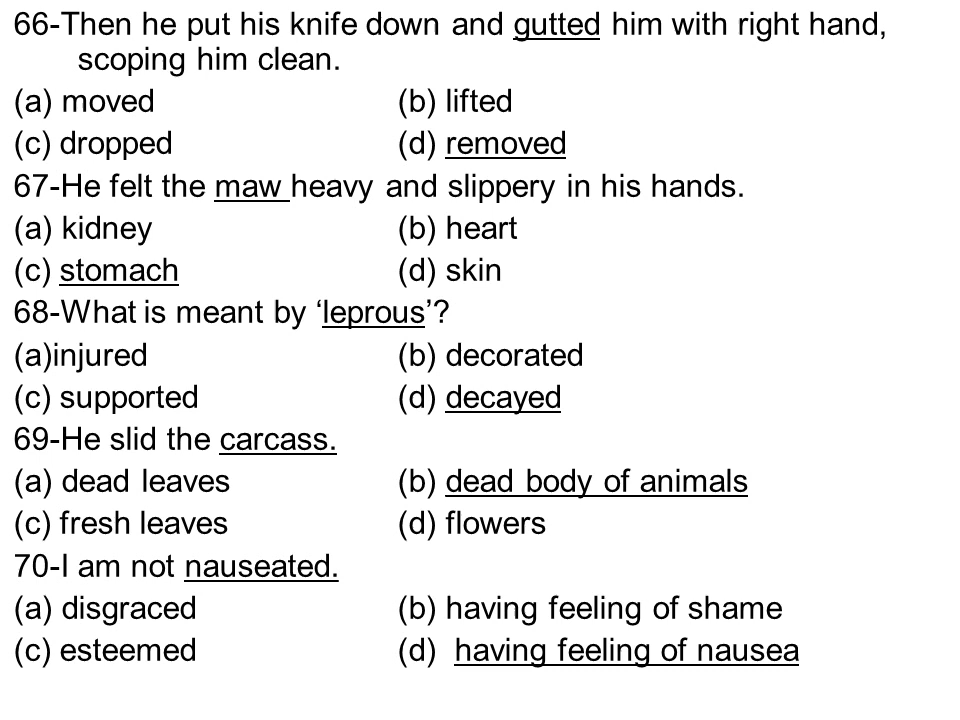 66-Then he put his knife down and gutted him with right hand,
scoping him clean.
(a) moved (b) lifted
(c) dropped (d) removed
67-He felt the maw heavy and slippery in his hands.
(a) kidney (b) heart
(c) stomach (d) skin
68-What is meant by ‘leprous’?
(a)injured (b) decorated
(c) supported (d) decayed
69-He slid the carcass.
(a) dead leaves (b) dead body of animals
(c) fresh leaves (d) flowers
70-I am not nauseated.
(a) disgraced (b) having feeling of shame
(c) esteemed (d) having feeling of nausea